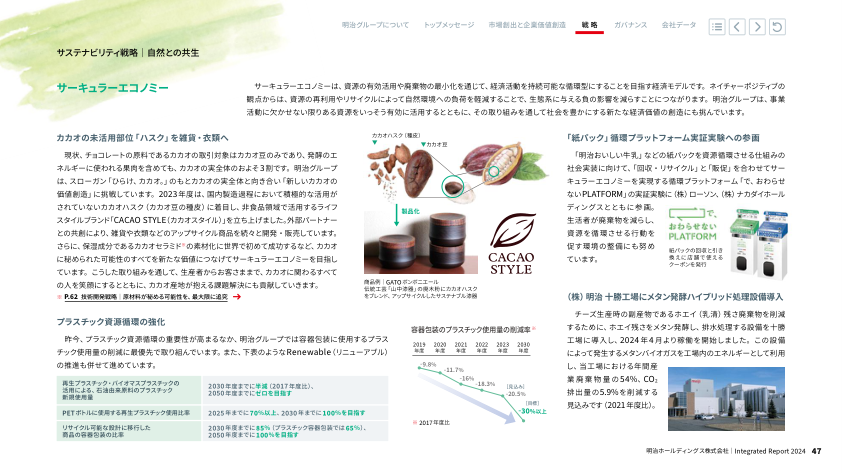 明治グループについて トップメッセージ 市場創出と企業価値創造 戦略 ガバナンス 会社データ
サステナビリティ戦略｜自然との共生
サーキュラーエコノミー
サーキュラーエコノミーは、資源の有効活用や廃棄物の最小化を通じて、経済活動を持続可能な循環型にすることを目指す経済モデルです。ネイチャーポジティブの
観点からは、資源の再利用やリサイクルによって自然環境への負荷を軽減することで、生態系に与える負の影響を減らすことにつながります。明治グループは、事業
活動に欠かせない限りある資源をいっそう有効に活用するとともに、その取り組みを通して社会を豊かにする新たな経済価値の創造にも挑んでいます。
カカオの未活用部位「ハスク」を雑貨・衣類へ
現状、チョコレートの原料であるカカオの取引対象はカカオ豆のみであり、発酵のエ
ネルギーに使われる果肉を含めても、カカオの実全体のおよそ3割です。明治グループ
は、スローガン「ひらけ、カカオ。」のもとカカオの実全体と向き合い「新しいカカオの
価値創造」に挑戦しています。2023年は、国内製造過程において積極的な活用が
されていないカカオハスク（カカオ豆の種皮）に着目し、非食品領域で活用するライフ
スタイルブランド「CACAO STYLE（カカオスタイル）」を立ち上げました。外部パートナー
との共創により、雑貨や衣類などのアップサイクル商品を続々と開発・販売しています。
さらに、保湿成分であるカカオセラミド※の素材化に世界で初めて成功するなど、カカオ
に秘められた可能性のすべてを新たな価値につなげてサーキュラーエコノミーを目指し
ています。こうした取り組みを通して、生産者からお客さままで、カカオに関わるすべて
の人を笑顔にするとともに、カカオ産地が抱える課題解決にも貢献していきます。
※ P.62 技術開発戦略｜原材料が秘める可能性を、最大限に追究
プラスチック資源循環の強化
昨今、プラスチック資源循環の重要性が高まるなか、明治グループでは容器包装に使用するプラス
チック使用量の削減に最優先で取り組んでいます。また、下表のようなRenewable（リニューアブル）
の推進も併せて進めています。
再生プラスチック・バイオマスプラスチックの
活用による、石油由来原料のプラスチック
新規使用量
2030年度までに半減（2017年度比）、
2050年度までにゼロを目指す
PETボトルに使用する再生プラスチック使用比率
2025年までに70%以上、2030年までに100%を目指す
リサイクル可能な設計に移行した
商品の容器包装の比率
2030年度までに85%（プラスチック容器包装では65%）、
2050年度までに100%を目指す
カカオハスク（種皮）
カカオ豆
製品化
CACAO
STYLE
商品例｜GATOボンボニエール
伝統工芸「山中漆器」の廃木粉にカカオハスク
をブレンド、アップサイクルしたサステナブル漆器
容器包装のプラスチック使用量の削減率※
2019
年度
2020
年度
2021
年度
2022
年度
2023
年度
2030
年度
-9.8%
-11.7%
-16%
-18.3%
（見込み）
-20.5%
（目標）
-30%以上
※ 2017年度比
「紙パック」循環プラットフォーム実証実験への参画
「明治おいしい牛乳」などの紙パックを資源循環させる仕組みの
社会実装に向けて、「回収・リサイクル」と「販促」を合わせてサー
キュラーエコノミーを実現する循環プラットフォーム「で、おわらせ
ないPLATFORM」の実証実験に（株）ローソン、（株）ナカダイホール
ディングスとともに参画。
生活者が廃棄物を減らし、
資源を循環する行動を
促す環境の整備にも努め
ています。
で、
おわらせない
PLATFORM
紙パックの回収と引き
換えに店舗で使える
クーポンを発行
（株）明治 十勝工場にメタン発酵ハイブリッド処理設備導入
チーズ生産時の副産物であるホエイ（乳清）残さ廃棄物を削減
するために、ホエイ残さをメタン発酵し、排水処理する設備を十勝
工場に導入し、2024年4月より稼働を開始しました。この設備
によって発生するメタンバイオガスを工場内のエネルギーとして利用
し、当工場における年間産
業廃棄物量の54%、CO₂
排出量の5.9%を削減する
見込みです（2021年度比）。
明治ホールディングス株式会社｜Integrated Report 2024 47